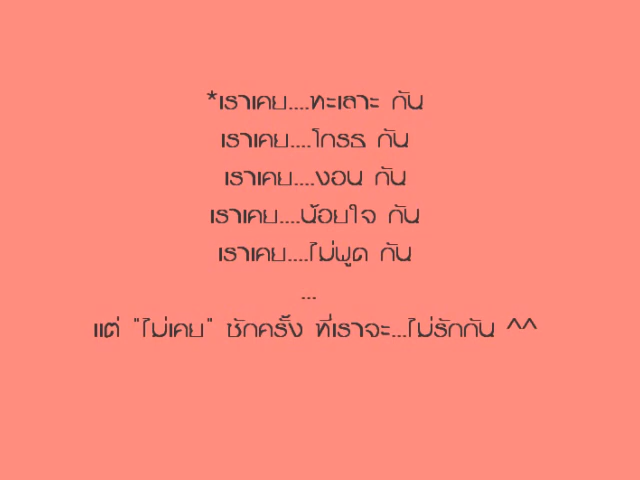 *เราเคย....ทะเลาะ กัน
เราเคย....โกรธ กัน
เราเคย....งอน กัน
เราเคย....น้อยใจ กัน
เราเคย....ไม่พูด กัน
...
แต่ "ไม่เคย" ซักครั้ง ที่เราจะ...ไม่รักกัน ^^